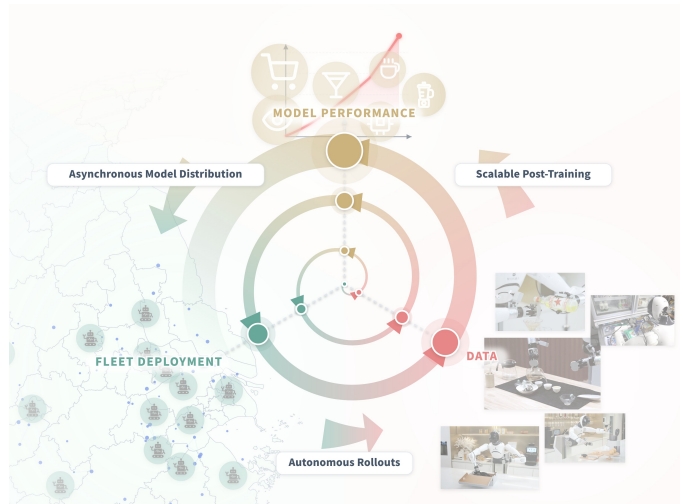 MODEL PERFORMANCE
Asynchronous Model Distribution
Scalable Post-Training
FLEET DEPLOYMENT
DATA
Autonomous Rollouts